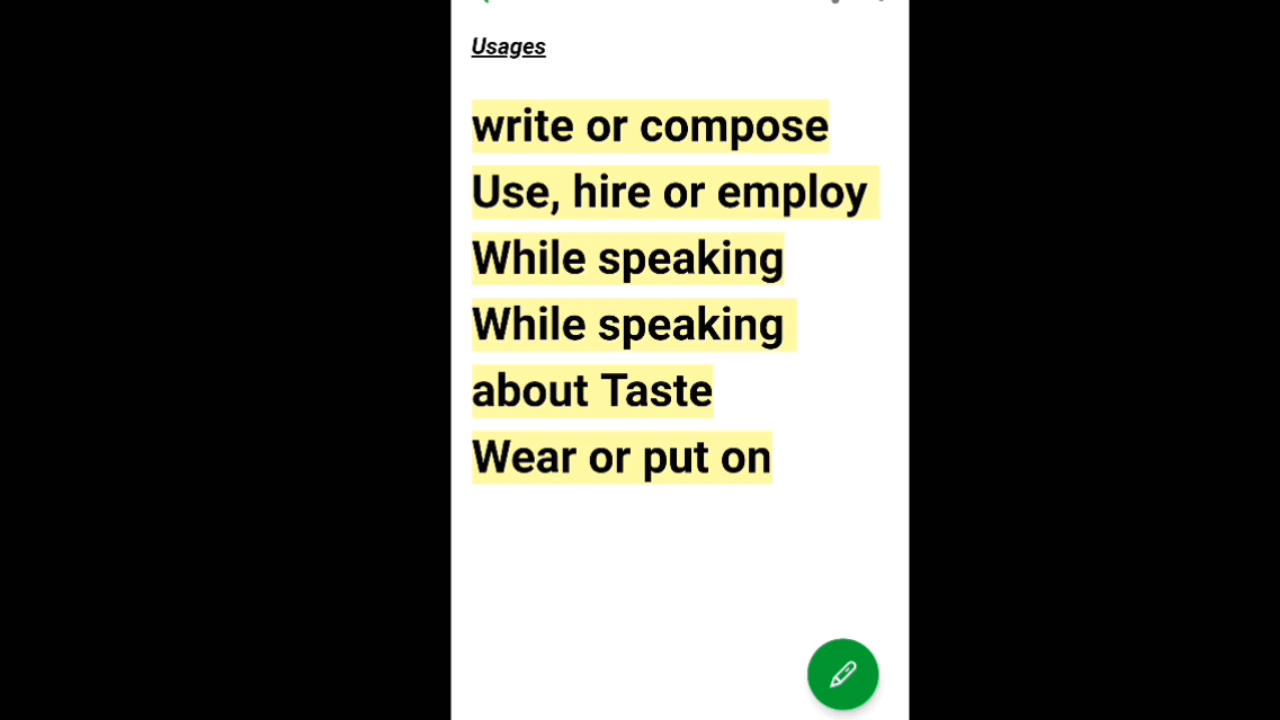 Usages
write or compose
Use, hire or employ
While speaking
While speaking
about Taste
Wear or put on